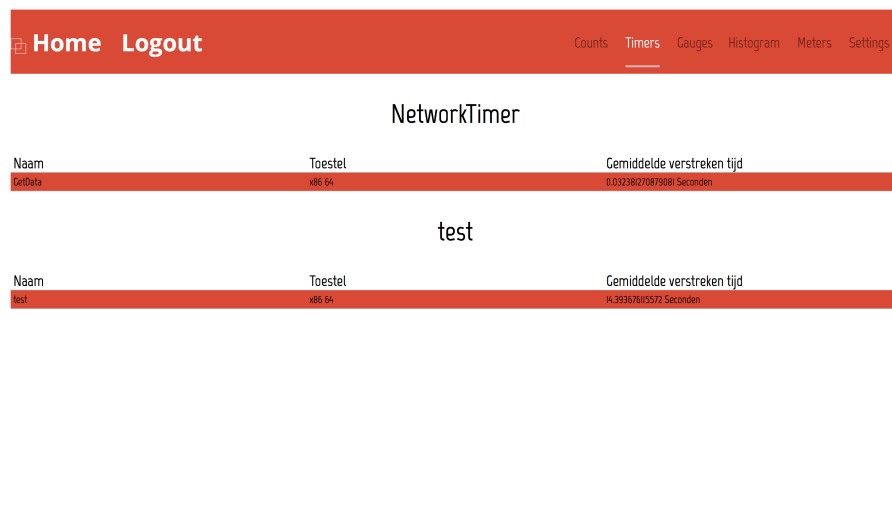 Home Logout Counts Timers Gauges Histogram Meters Settings
NetworkTimer
Naam Toestel Gemiddelde verstreken tijd
GetData x86 64 0.032381270879081 Seconden
test
Naam Toestel Gemiddelde verstreken tijd
test x86 64 14.393676115572 Seconden